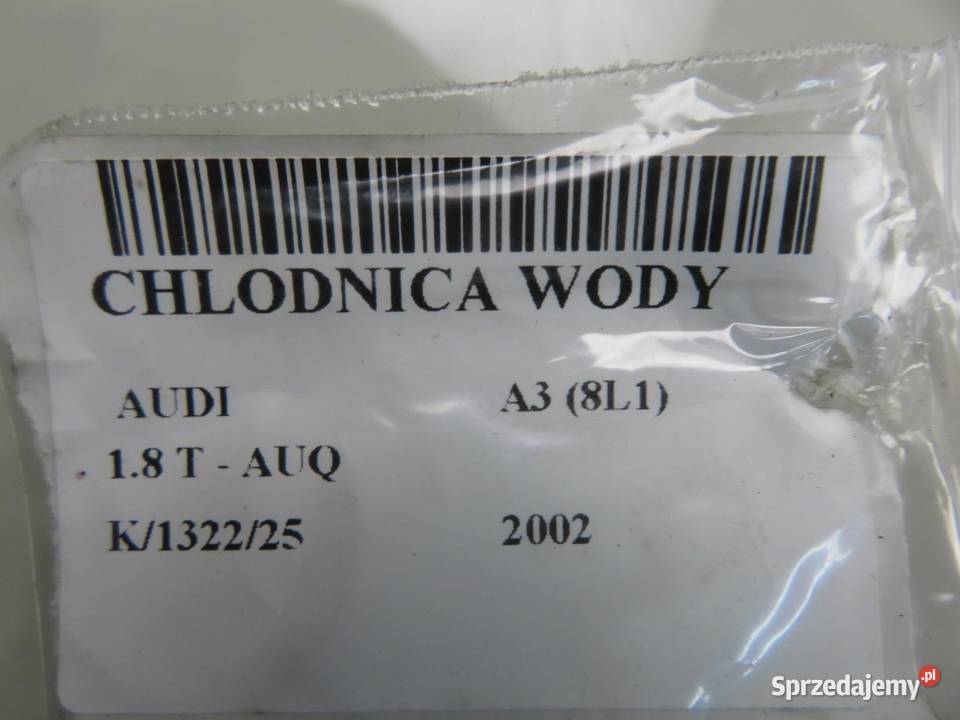 CHLODNICA WODY
AUDI A3 (8L1)
1.8 T - AUQ
K/1322/25 2002
Sprzedajemy.pl